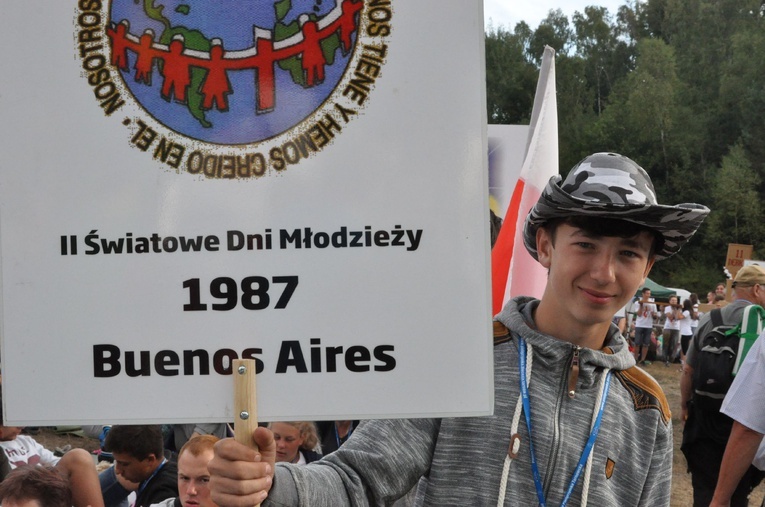 NOSOTROS
NOS TIENE Y HEMOS CREIDO EN EL.
II Światowe Dni Młodzieży
1987
Buenos Aires